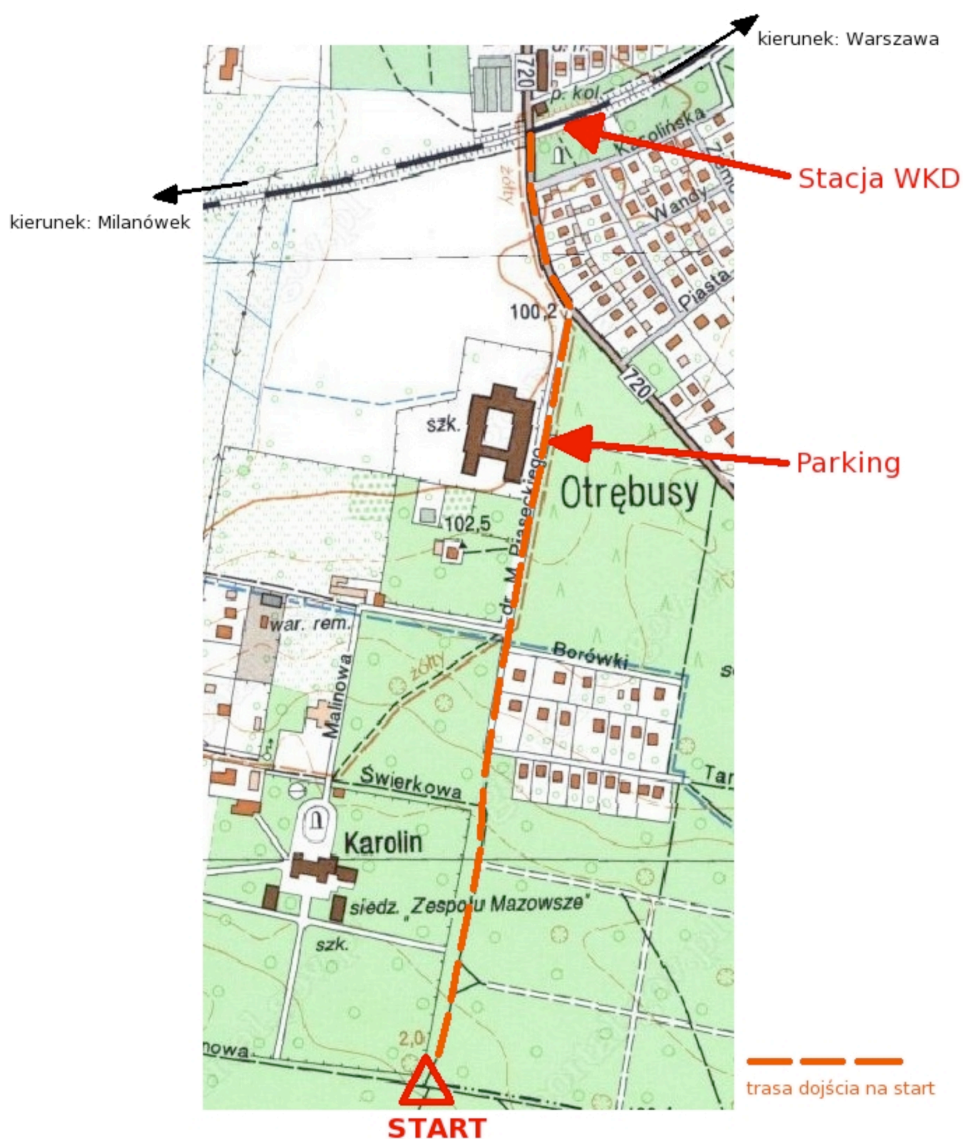 kierunek: Warszawa
720
p. kol.
Stacja WKD
żółty
Wandy
kierunek: Milanówek
Piasta
100,2
720
szk.
Parking
Otrębusy
102,5
dr. M. Piaseckiego
war. rem.
Borówki
żółty
Malinowa
Świerkowa
Tar
Karolin
siedz. „Zespołu Mazowsze"
szk.
2,0
nowa
trasa dojścia na start
START